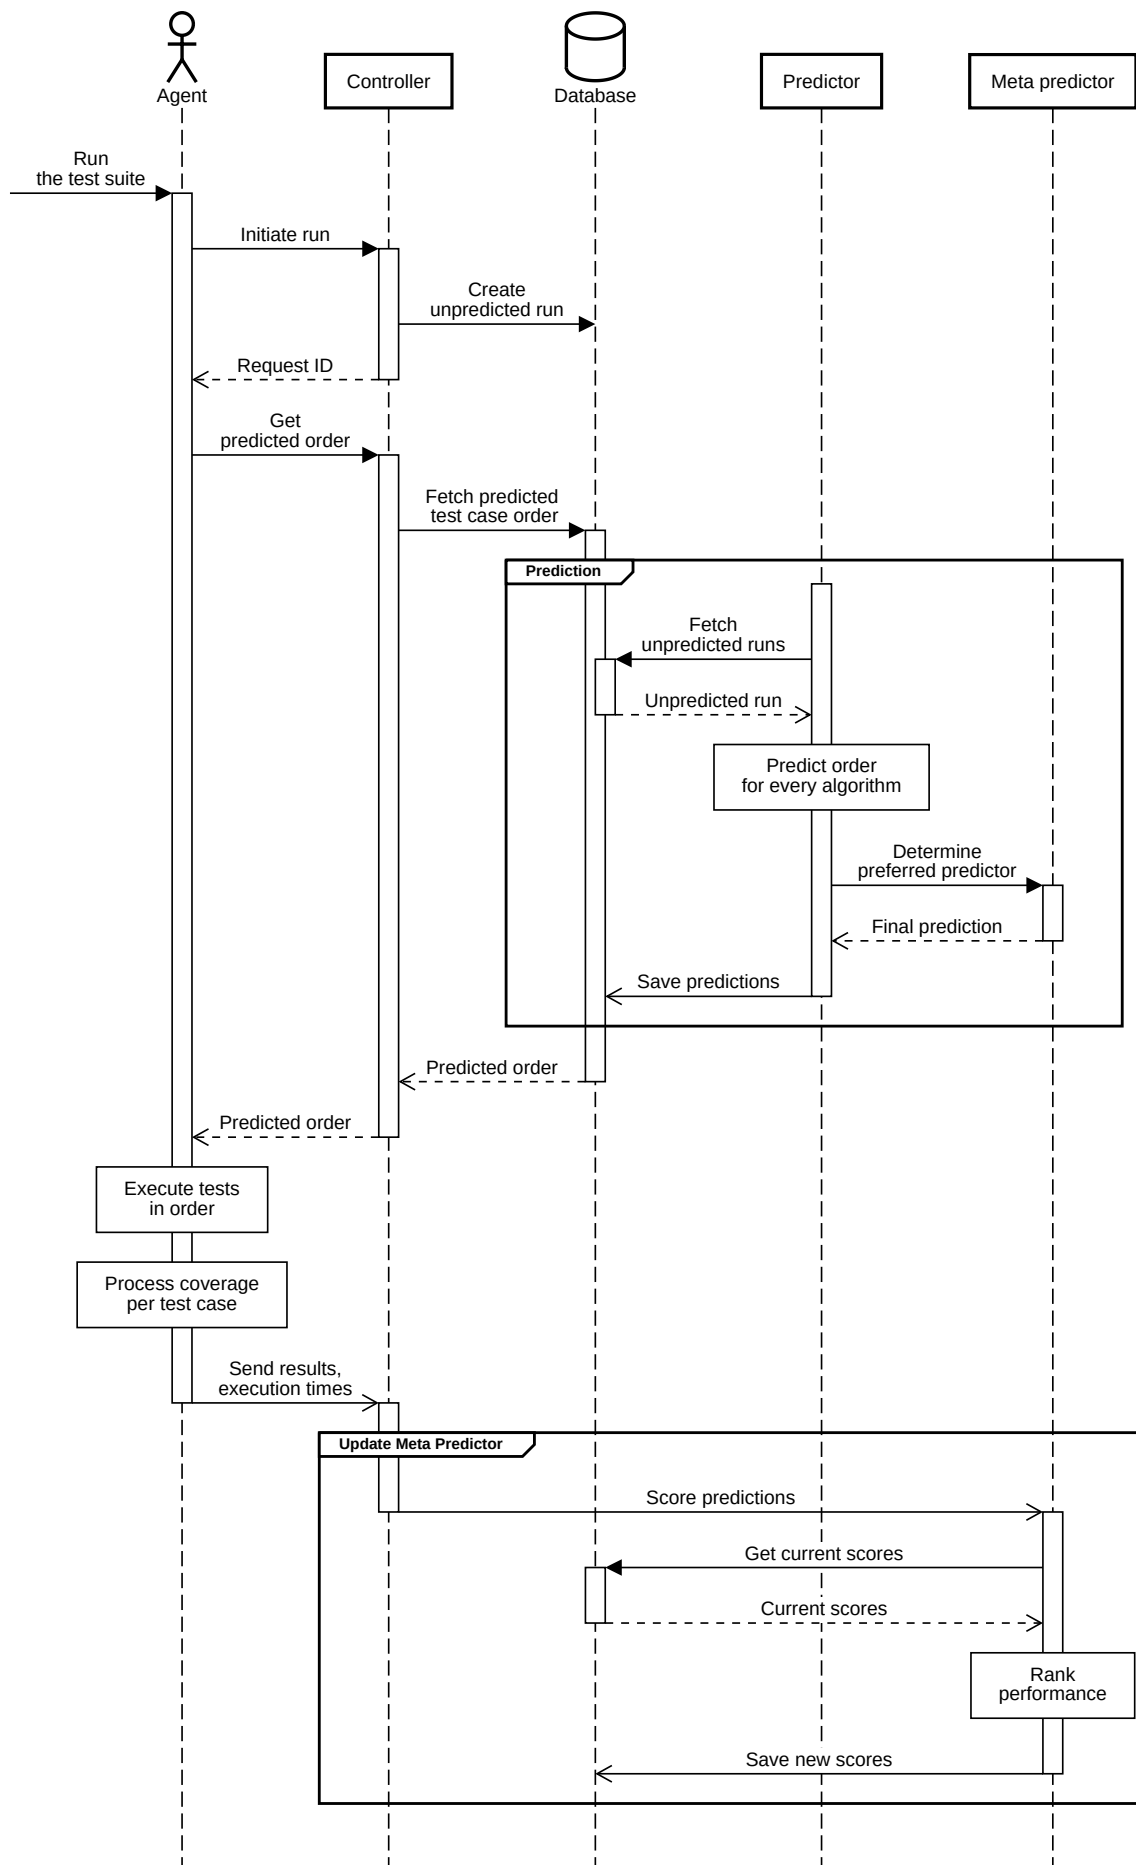 Agent
Controller
Database
Predictor
Meta predictor
Run
the test suite
Initiate run
Create
unpredicted run
Request ID
Get
predicted order
Fetch predicted
test case order
Prediction
Fetch
unpredicted runs
Unpredicted run
Predict order
for every algorithm
Determine
preferred predictor
Final prediction
Save predictions
Predicted order
Predicted order
Execute tests
in order
Process coverage
per test case
Send results,
execution times
Update Meta Predictor
Score predictions
Get current scores
Current scores
Rank
performance
Save new scores